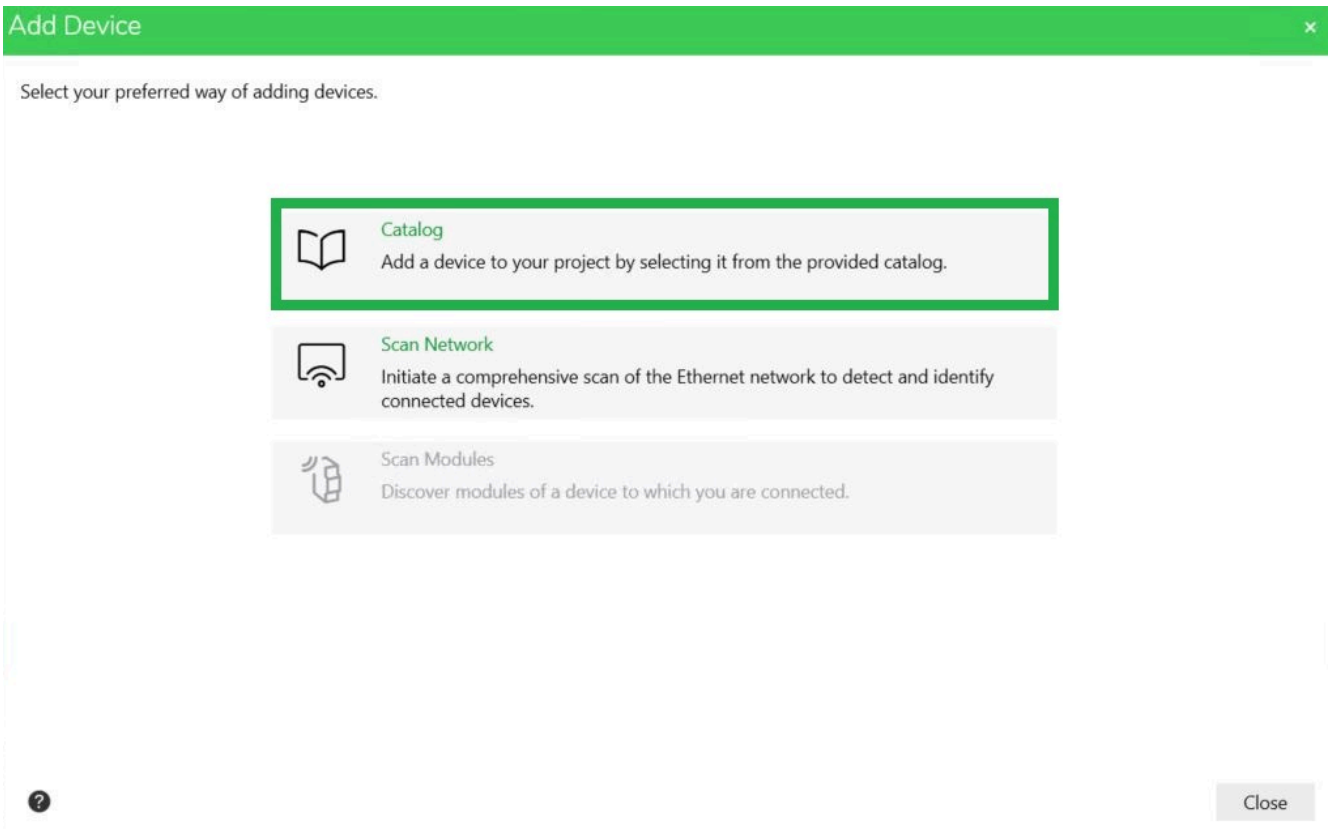 Add Device
Select your preferred way of adding devices.
Catalog
Add a device to your project by selecting it from the provided catalog.
Scan Network
Initiate a comprehensive scan of the Ethernet network to detect and identify
connected devices.
Scan Modules
Discover modules of a device to which you are connected.
Close